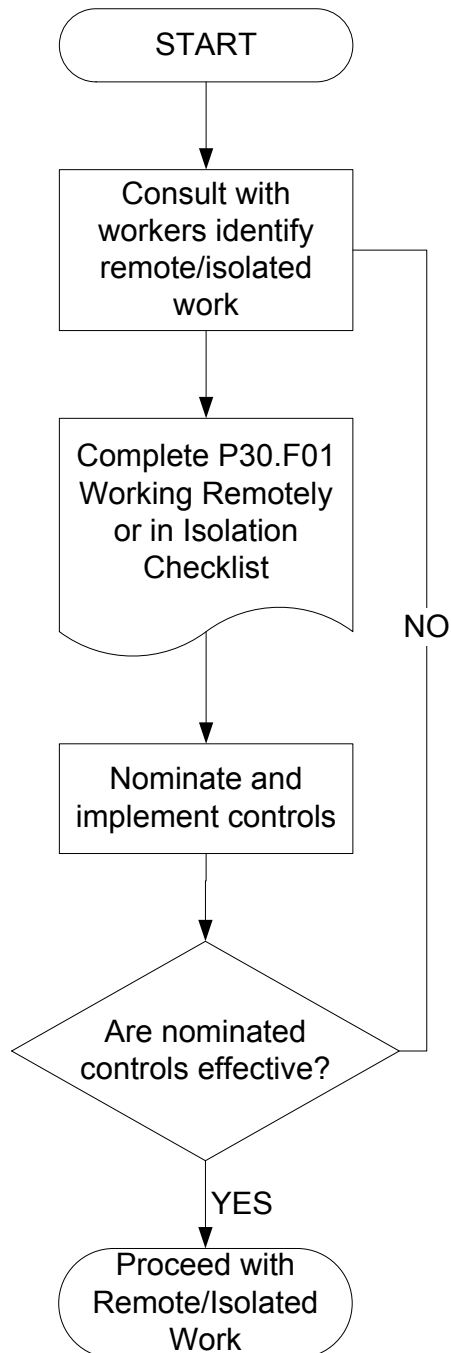 START
Consult with
workers identify
remote/isolated
work
Complete P30.F01
Working Remotely
or in Isolation
Checklist
NO
Nominate and
implement controls
Are nominated
controls effective?
YES
Proceed with
Remote/Isolated
Work